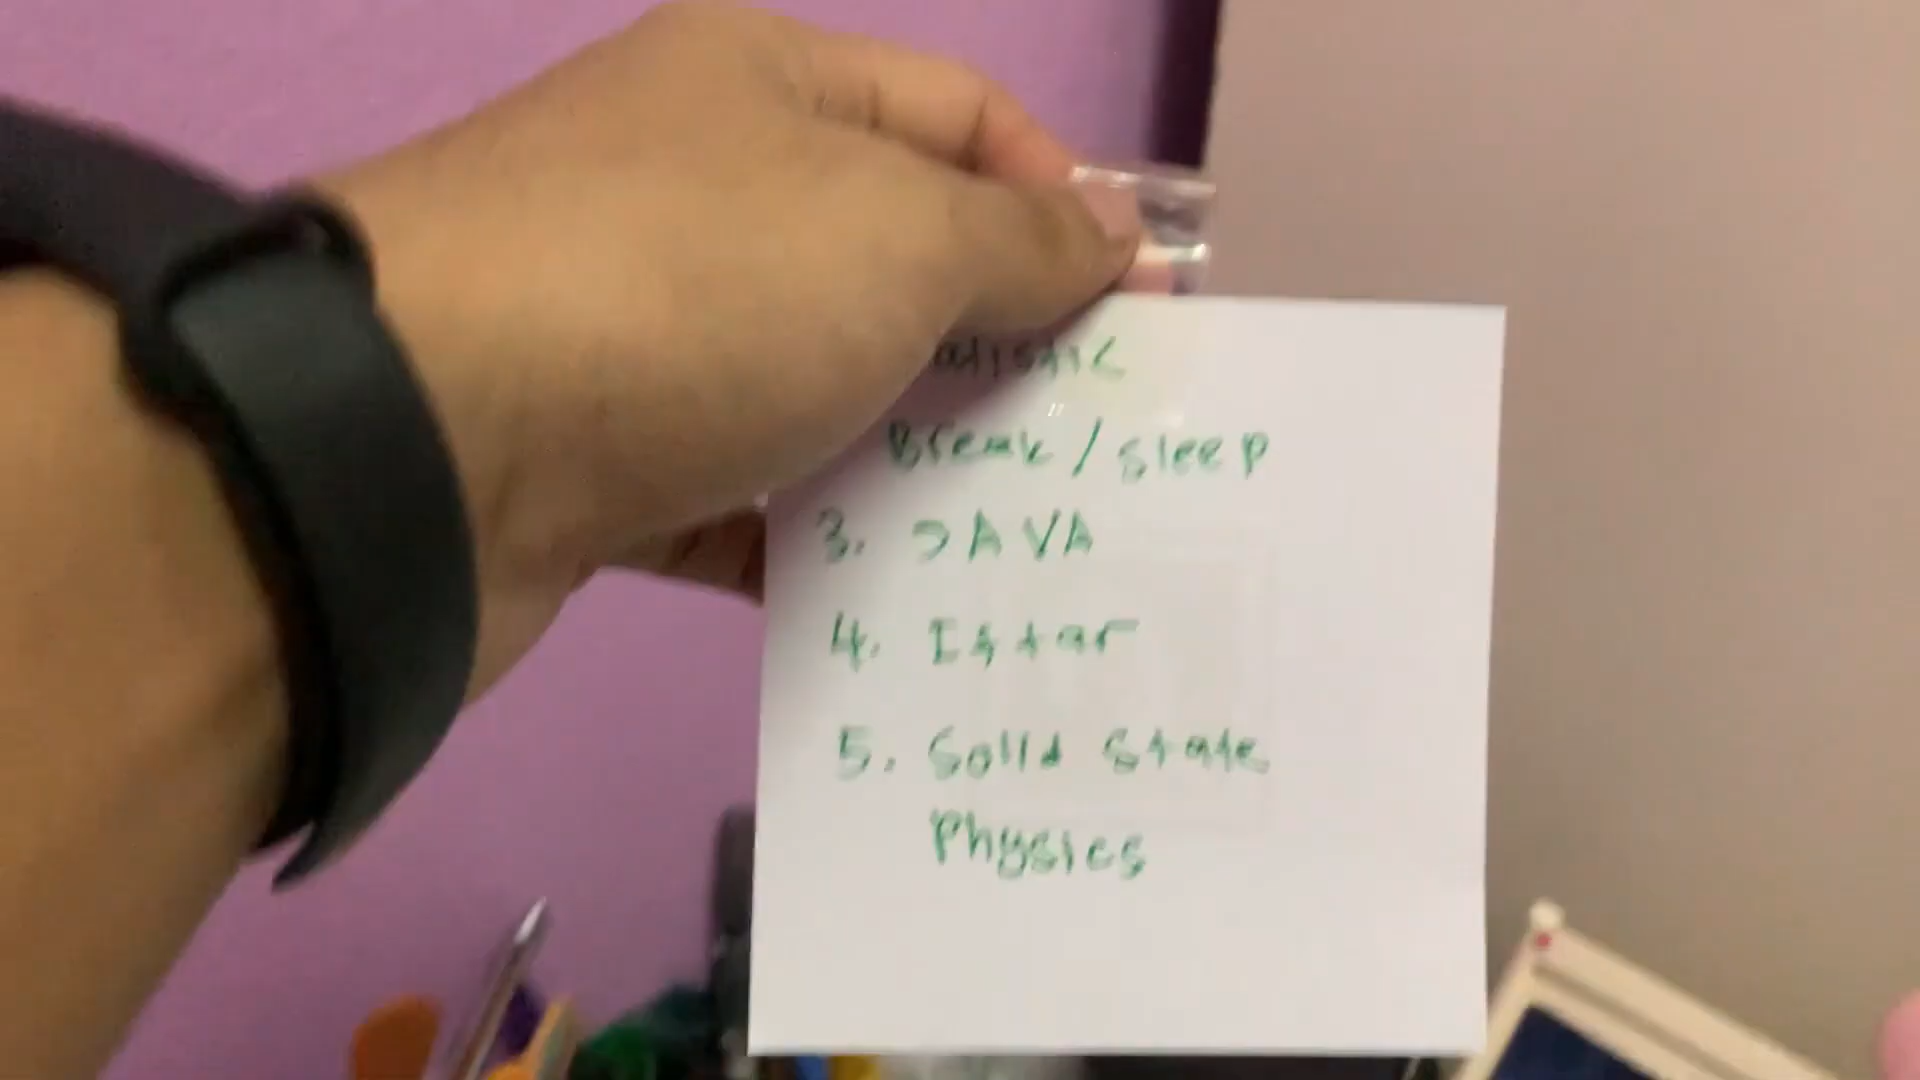 Break / sleep
3. JAVA
4. Istar
5. Solid State
Physics